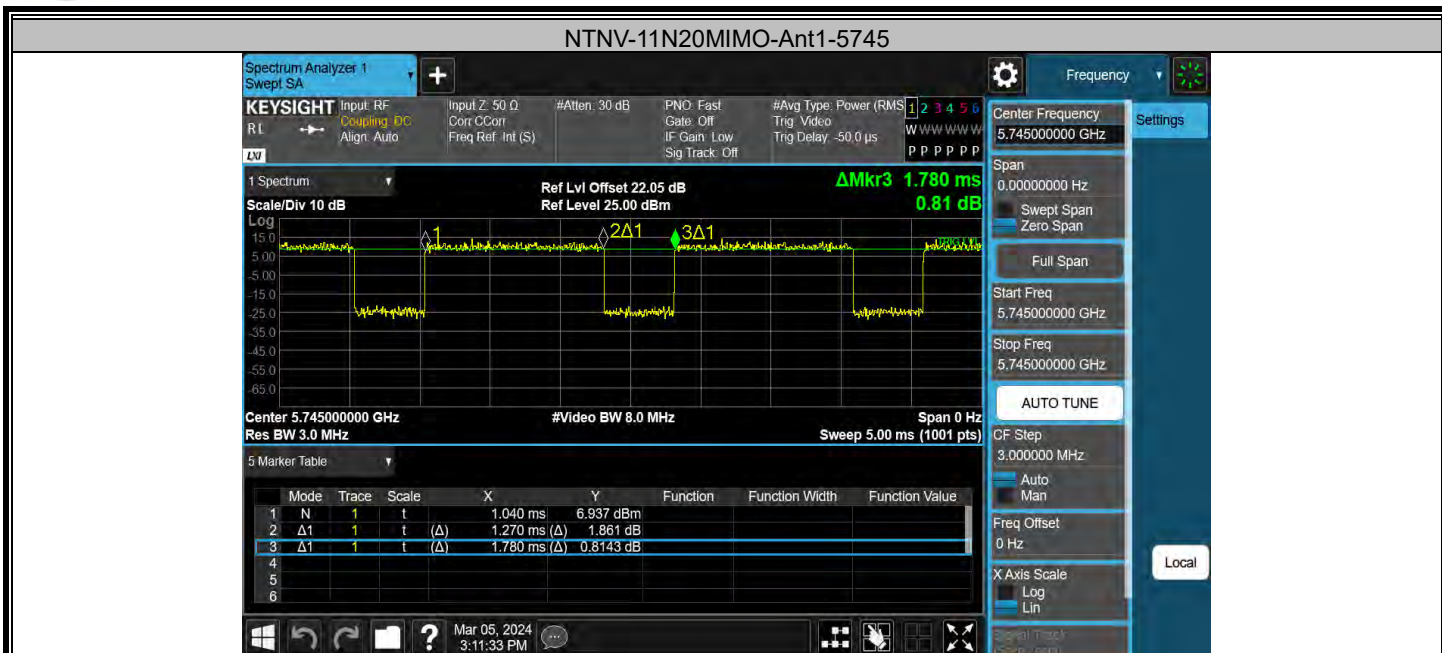 NTNV-11N20MIMO-Ant1-5745
Spectrum Analyzer 1
Swept SA
+
Frequency
KEYSIGHT
RL
LXI
Input: RF
Coupling: DC
Align: Auto
Input Z: 50 Ω
Corr CCorr
Freq Ref: Int (S)
#Atten: 30 dB
PNO: Fast
Gate: Off
IF Gain: Low
Sig Track: Off
#Avg Type: Power (RMS
Trig: Video
Trig Delay: -50.0 µs
1 2 3 4 5 6
W W W W W W
P P P P P P
1 Spectrum
Scale/Div 10 dB
Ref Lvl Offset 22.05 dB
Ref Level 25.00 dBm
ΔMkr3 1.780 ms
0.81 dB
Log
15.0
5.00
-5.00
-15.0
-25.0
-35.0
-45.0
-55.0
-65.0
1
2Δ1
3Δ1
Center 5.745000000 GHz
#Video BW 8.0 MHz
Span 0 Hz
Res BW 3.0 MHz
Sweep 5.00 ms (1001 pts)
5 Marker Table
Mode Trace Scale X Y Function Function Width Function Value
1 N 1 t 1.040 ms 6.937 dBm
2 Δ1 1 t (Δ) 1.270 ms (Δ) 1.861 dB
3 Δ1 1 t (Δ) 1.780 ms (Δ) 0.8143 dB
4
5
6
?
Mar 05, 2024
3:11:33 PM
Center Frequency
5.745000000 GHz
Settings
Span
0.00000000 Hz
Swept Span
Zero Span
Full Span
Start Freq
5.745000000 GHz
Stop Freq
5.745000000 GHz
AUTO TUNE
CF Step
3.000000 MHz
Auto
Man
Freq Offset
0 Hz
X Axis Scale
Log
Lin
Local
Signal Track